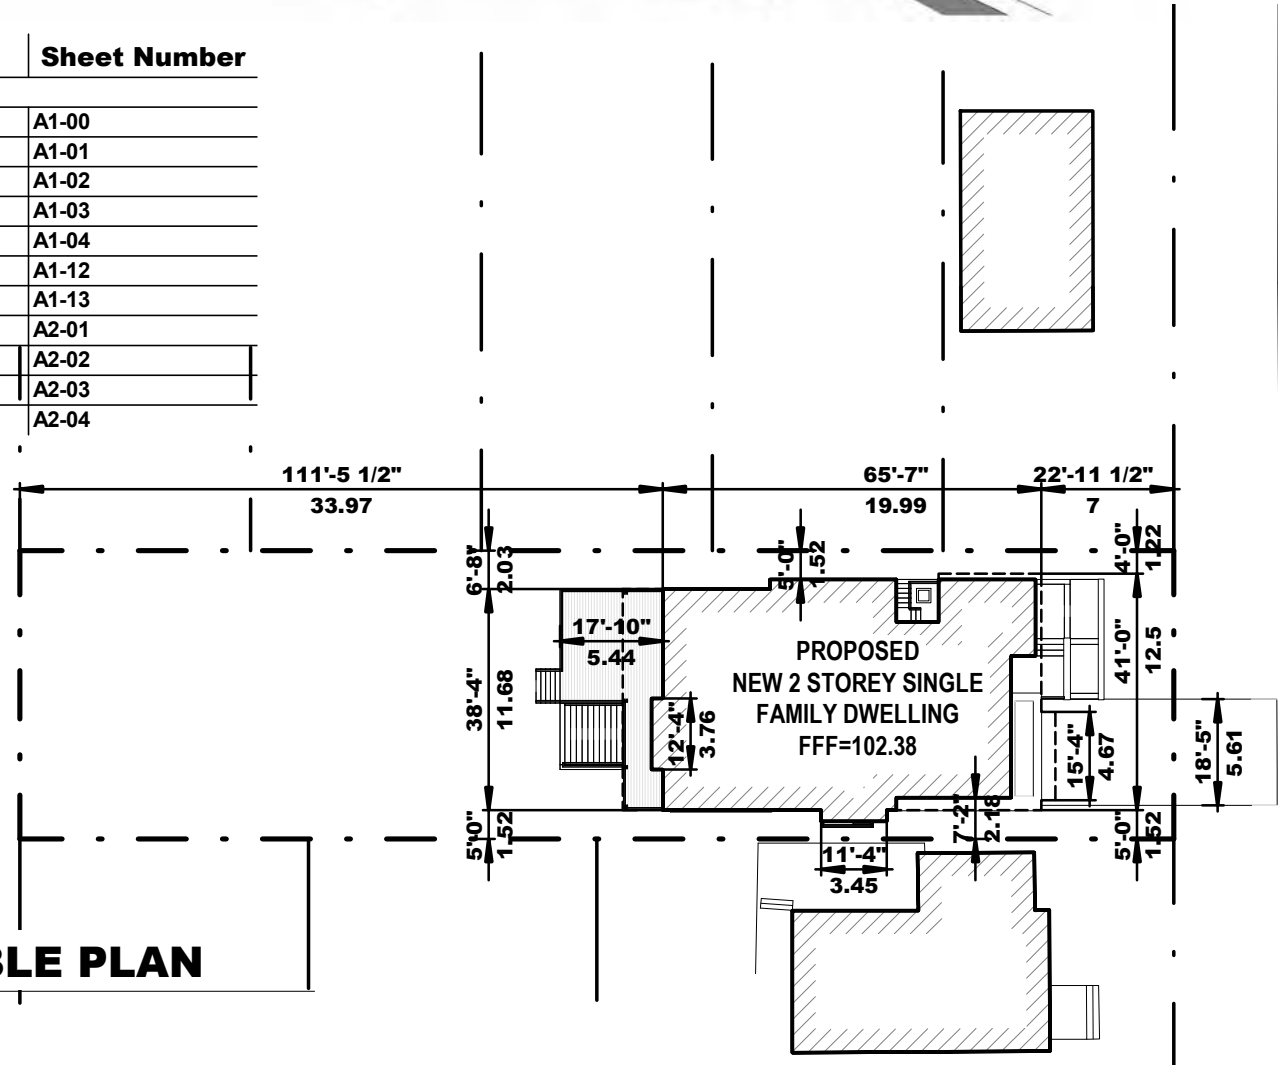 Sheet Number
A1-00
A1-01
A1-02
A1-03
A1-04
A1-12
A1-13
A2-01
A2-02
A2-03
A2-04
111'-5 1/2"
33.97
65'-7"
19.99
22'-11 1/2"
7
6'-8"
2.03
5'-0"
1.52
4'-0"
1.22
17'-10"
5.44
38'-4"
11.68
12'-4"
3.76
PROPOSED
NEW 2 STOREY SINGLE
FAMILY DWELLING
FFF=102.38
41'-0"
12.5
15'-4"
4.67
18'-5"
5.61
5'-0"
1.52
7'-2"
2.18
5'-0"
1.52
11'-4"
3.45
PLAN